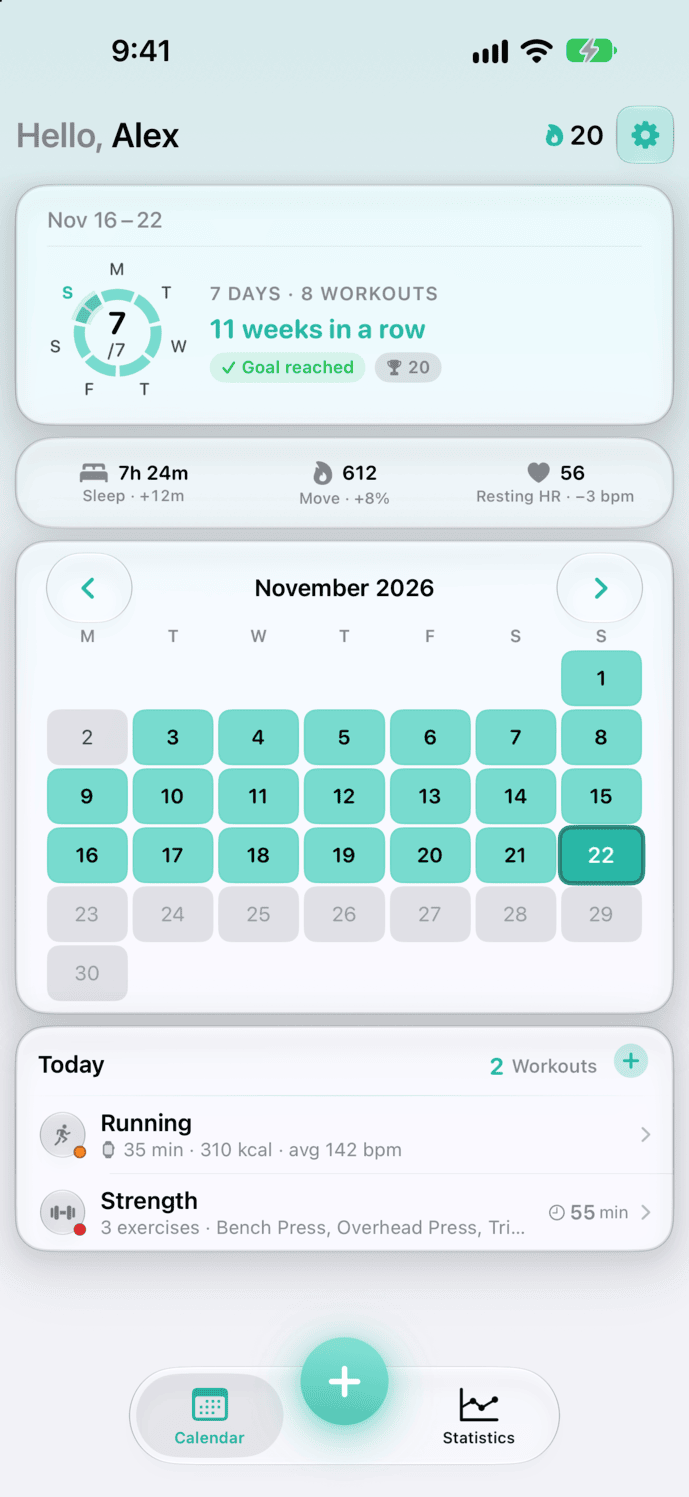 9:41
Hello, Alex
20
Nov 16 – 22
M
S T
7
S /7 W
F T
7 DAYS · 8 WORKOUTS
11 weeks in a row
Goal reached 20
7h 24m
Sleep · +12m
612
Move · +8%
56
Resting HR · −3 bpm
November 2026
M T W T F S S
1
2 3 4 5 6 7 8
9 10 11 12 13 14 15
16 17 18 19 20 21 22
23 24 25 26 27 28 29
30
Today
2 Workouts
Running
35 min · 310 kcal · avg 142 bpm
Strength
3 exercises · Bench Press, Overhead Press, Tri...
55 min
Calendar
Statistics